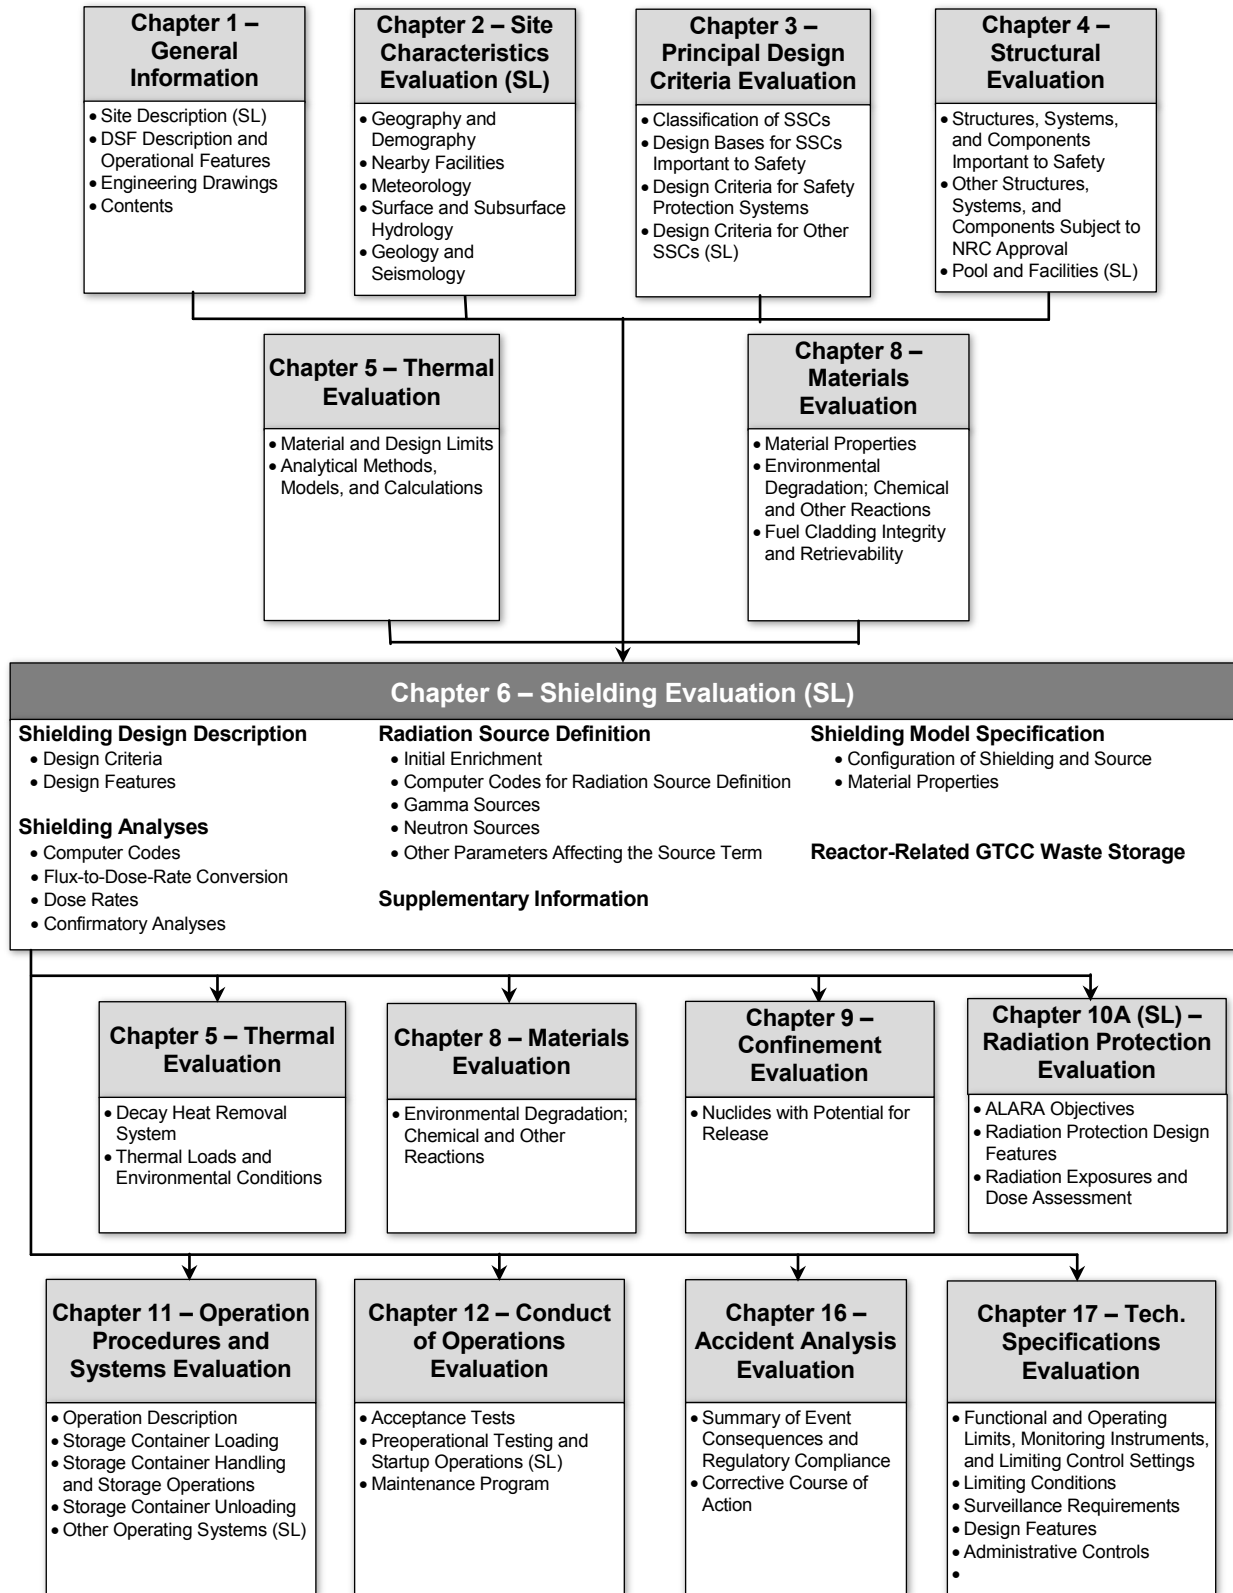 Chapter 1 –
General
Information
• Site Description (SL)
• DSF Description and
Operational Features
• Engineering Drawings
• Contents
Chapter 2 – Site
Characteristics
Evaluation (SL)
• Geography and
Demography
• Nearby Facilities
• Meteorology
• Surface and Subsurface
Hydrology
• Geology and
Seismology
Chapter 3 –
Principal Design
Criteria Evaluation
• Classification of SSCs
• Design Bases for SSCs
Important to Safety
• Design Criteria for Safety
Protection Systems
• Design Criteria for Other
SSCs (SL)
Chapter 4 –
Structural
Evaluation
• Structures, Systems,
and Components
Important to Safety
• Other Structures,
Systems, and
Components Subject to
NRC Approval
• Pool and Facilities (SL)
Chapter 5 – Thermal
Evaluation
• Material and Design Limits
• Analytical Methods,
Models, and Calculations
Chapter 8 –
Materials
Evaluation
• Material Properties
• Environmental
Degradation; Chemical
and Other Reactions
• Fuel Cladding Integrity
and Retrievability
Chapter 6 – Shielding Evaluation (SL)
Shielding Design Description
• Design Criteria
• Design Features
Shielding Analyses
• Computer Codes
• Flux-to-Dose-Rate Conversion
• Dose Rates
• Confirmatory Analyses
Radiation Source Definition
• Initial Enrichment
• Computer Codes for Radiation Source Definition
• Gamma Sources
• Neutron Sources
• Other Parameters Affecting the Source Term
Supplementary Information
Shielding Model Specification
• Configuration of Shielding and Source
• Material Properties
Reactor-Related GTCC Waste Storage
Chapter 5 – Thermal
Evaluation
• Decay Heat Removal
System
• Thermal Loads and
Environmental Conditions
Chapter 8 – Materials
Evaluation
• Environmental Degradation;
Chemical and Other
Reactions
Chapter 9 –
Confinement
Evaluation
• Nuclides with Potential for
Release
Chapter 10A (SL) –
Radiation Protection
Evaluation
• ALARA Objectives
• Radiation Protection Design
Features
• Radiation Exposures and
Dose Assessment
Chapter 11 – Operation
Procedures and
Systems Evaluation
• Operation Description
• Storage Container Loading
• Storage Container Handling
and Storage Operations
• Storage Container Unloading
• Other Operating Systems (SL)
Chapter 12 – Conduct
of Operations
Evaluation
• Acceptance Tests
• Preoperational Testing and
Startup Operations (SL)
• Maintenance Program
Chapter 16 –
Accident Analysis
Evaluation
• Summary of Event
Consequences and
Regulatory Compliance
• Corrective Course of
Action
Chapter 17 – Tech.
Specifications
Evaluation
• Functional and Operating
Limits, Monitoring Instruments,
and Limiting Control Settings
• Limiting Conditions
• Surveillance Requirements
• Design Features
• Administrative Controls
•